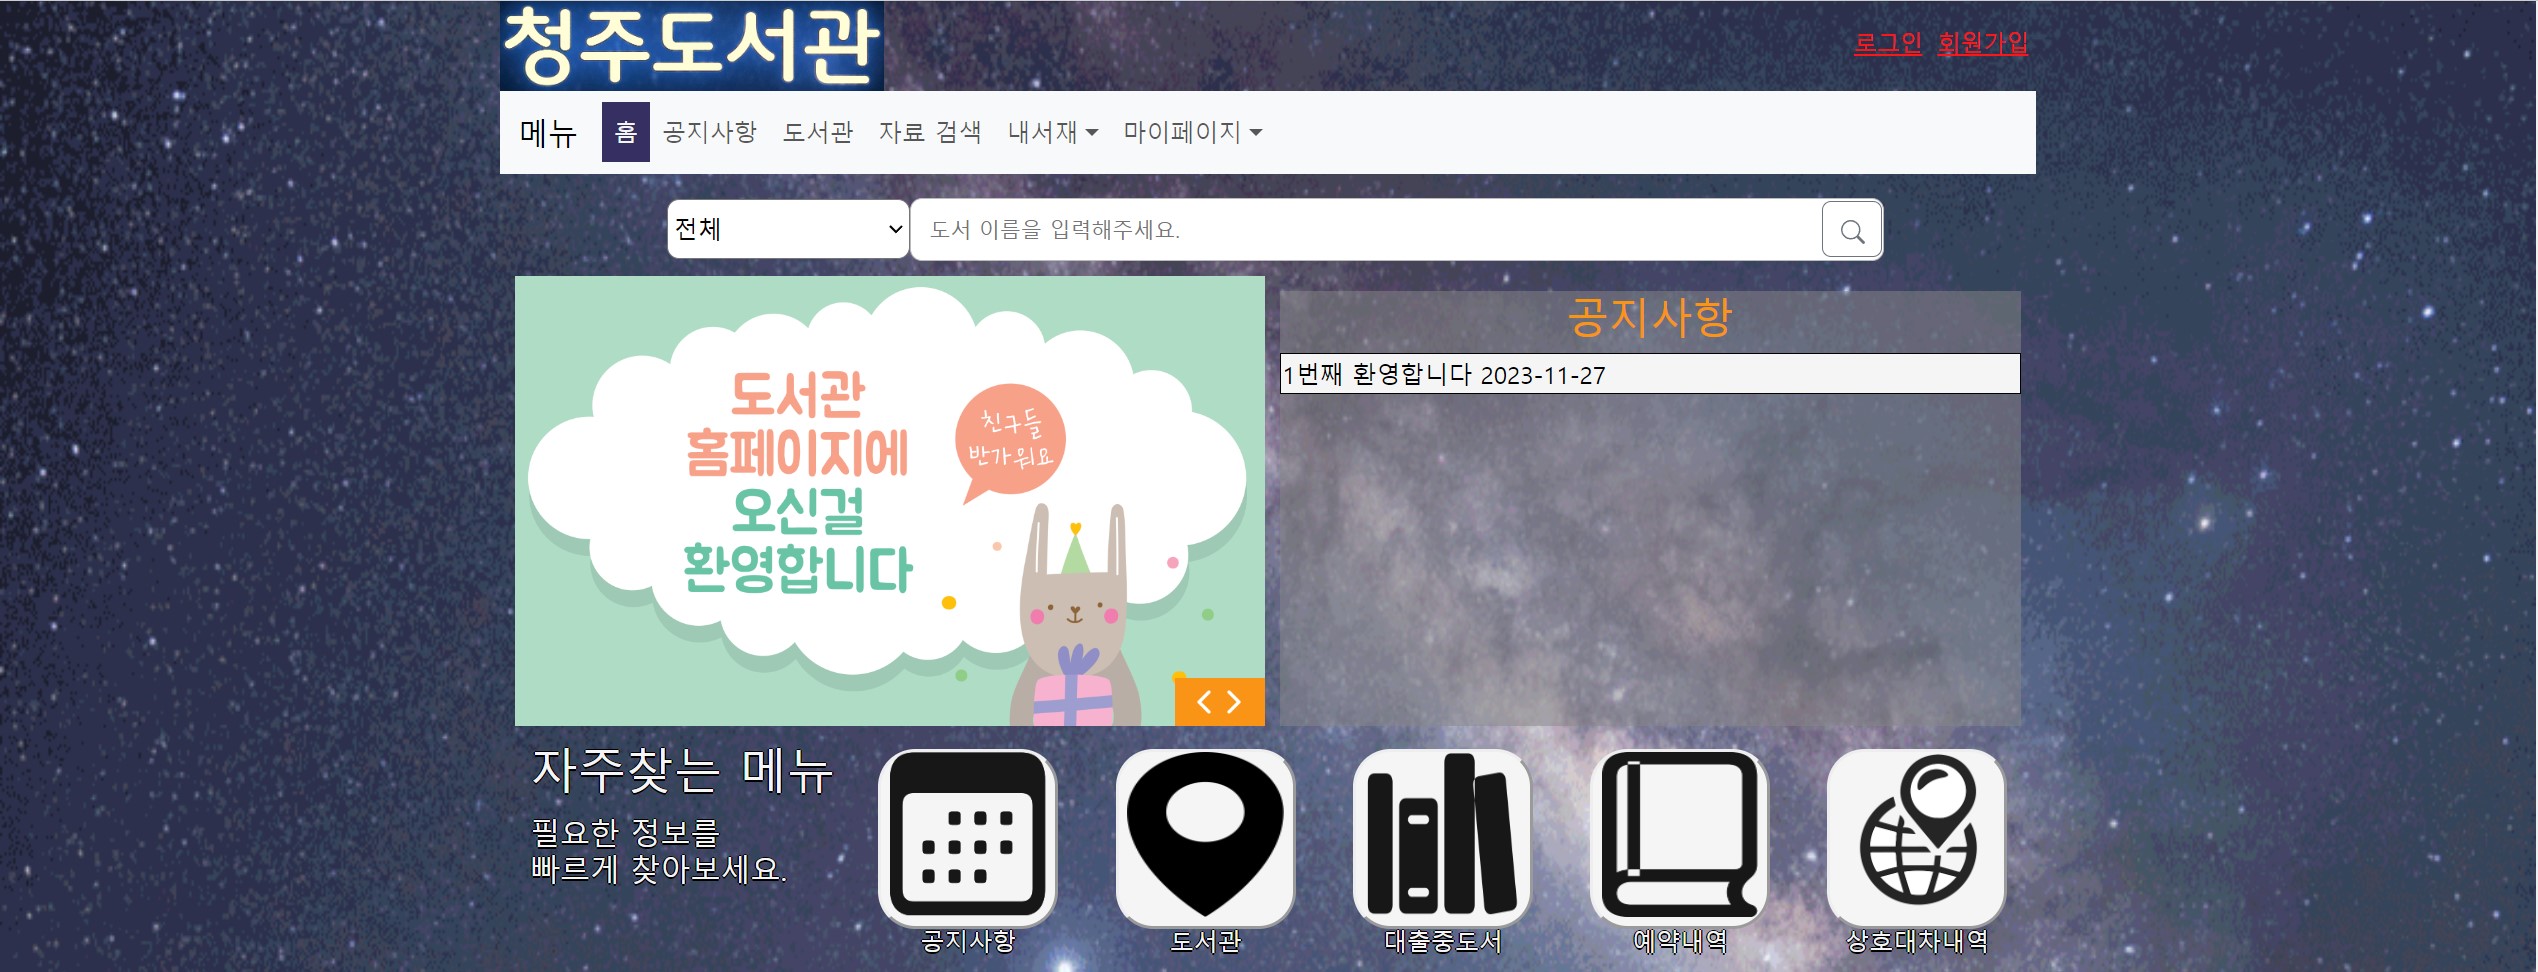 청주도서관
로그인 회원가입
메뉴 홈 공지사항 도서관 자료 검색 내서재 마이페이지
전체 도서 이름을 입력해주세요.
도서관
홈페이지에
오신걸
환영합니다
친구들
반가워요
공지사항
1번째 환영합니다 2023-11-27
자주찾는 메뉴
필요한 정보를
빠르게 찾아보세요.
공지사항 도서관 대출중도서 예약내역 상호대차내역